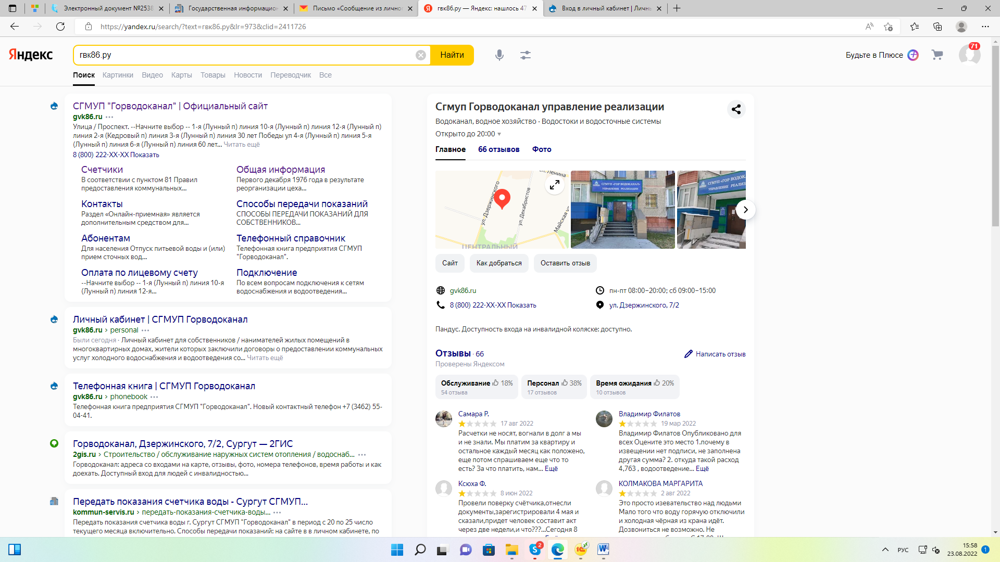 Электронный документ №2538
Государственная информацион
Письмо «Сообщение из лично
гвк86.ру — Яндекс: нашлось 47
Вход в личный кабинет | Личнь
https://yandex.ru/search/?text=гвк86.ру&lr=973&clid=2411726
Яндекс
гвк86.ру
Найти
Будьте в Плюсе
71
Поиск Картинки Видео Карты Товары Новости Переводчик Все
СГМУП "Горводоканал" | Официальный сайт
gvk86.ru
Улица / Проспект. --Начните выбор -- 1-я (Лунный п) линия 10-я (Лунный п) линия 12-я (Лунный п)
линия 2-я (Кедровый п) линия 3-я (Лунный п) линия 30 лет Победы ул 4-я (Лунный п) линия 5-я
(Лунный п) линия 6-я (Лунный п) линия 60 лет... Читать ещё
8 (800) 222-XX-XX Показать
Счетчики
В соответствии с пунктом 81 Правил
предоставления коммунальных...
Общая информация
Первого декабря 1976 года в результате
реорганизации цеха...
Контакты
Раздел «Онлайн-приемная» является
дополнительным средством для...
Способы передачи показаний
СПОСОБЫ ПЕРЕДАЧИ ПОКАЗАНИЙ ДЛЯ
СОБСТВЕННИКОВ...
Абонентам
Для населения Отпуск питьевой воды и (или)
прием сточных вод...
Телефонный справочник
Телефонная книга предприятия СГМУП
"Горводоканал".
Оплата по лицевому счету
--Начните выбор -- 1-я (Лунный п) линия 10-я
(Лунный п) линия 12-я...
Подключение
По всем вопросам подключения к сетям
водоснабжения и водоотведения...
Личный кабинет | СГМУП Горводоканал
gvk86.ru › personal
Были сегодня · Личный кабинет для собственников / нанимателей жилых помещений в
многоквартирных домах, жители которых заключили договоры о предоставлении коммунальных
услуг холодного водоснабжения и водоотведения со... Читать ещё
Телефонная книга | СГМУП Горводоканал
gvk86.ru › phonebook
Телефонная книга предприятия СГМУП "Горводоканал". Новый контактный телефон +7 (3462) 55-
04-41.
Горводоканал, Дзержинского, 7/2, Сургут — 2ГИС
2gis.ru › Строительство / обслуживание наружных систем отопления / водоснаб...
Горводоканал: адреса со входами на карте, отзывы, фото, номера телефонов, время работы и как
доехать. Доступный вход для людей с инвалидностью...
Передать показания счетчика воды - Сургут СГМУП...
kommun-servis.ru › передать-показания-счетчика-воды...
Передать показания счетчика воды г. Сургут СГМУП "Горводоканал" в период с 20 по 25 число
текущего месяца включительно. Способы передачи показаний: на сайте в в личном кабинете, по
Сгмуп Горводоканал управление реализации
Водоканал, водное хозяйство · Водостоки и водосточные системы
Открыто до 20:00
Главное 66 отзывов Фото
ул. Ленина
ул. Дзержинского
ул. Декабристов
Майская у
ЦЕНТРАЛЬНЫЙ
СГМУП «ГОРВОДОКАНАЛ»
УПРАВЛЕНИЕ РЕАЛИЗАЦИИ
СГМУП «ГОР ВОДОК
УПРАВЛЕНИЕ РЕАЛИЗ
Сайт
Как добраться
Оставить отзыв
gvk86.ru
пн-пт 08:00–20:00; сб 09:00–15:00
8 (800) 222-XX-XX Показать
ул. Дзержинского, 7/2
Пандус. Доступность входа на инвалидной коляске: доступно.
Отзывы · 66
Написать отзыв
Проверены Яндексом
Обслуживание 18%
54 отзыва
Персонал 38%
17 отзывов
Время ожидания 20%
10 отзывов
Самара Р.
17 авг 2022
Расчетки не носят, вогнали в долг а мы
и не знали. Мы платим за квартиру и
остальное каждый месяц как положено,
еще потом спрашиваем еще что то
есть? За что платить, нам... Ещё
Владимир Филатов
19 мар 2022
Владимир Филатов Опубликовано для
всех Оцените это место 1.почему в
извещении нет подписи, не заполнена
другая сумма? 2. откуда такой расход
4,763 , водоотведение... Ещё
Ксюха Ф.
8 июн 2022
Провели поверку счётчика,отнесли
документы,зарегистрировали 4 мая и
сказали,придет человек составит акт
через две недели,и что???...Сегодня 8
КОЛМАКОВА МАРГАРИТА
2 авг 2022
Это просто изевательство над людьми
Мало того что воду горячую отключили
и холодная чёрная из крана идёт.
Дозвониться не возможно. Не
2
РУС
15:58
23.08.2022
1